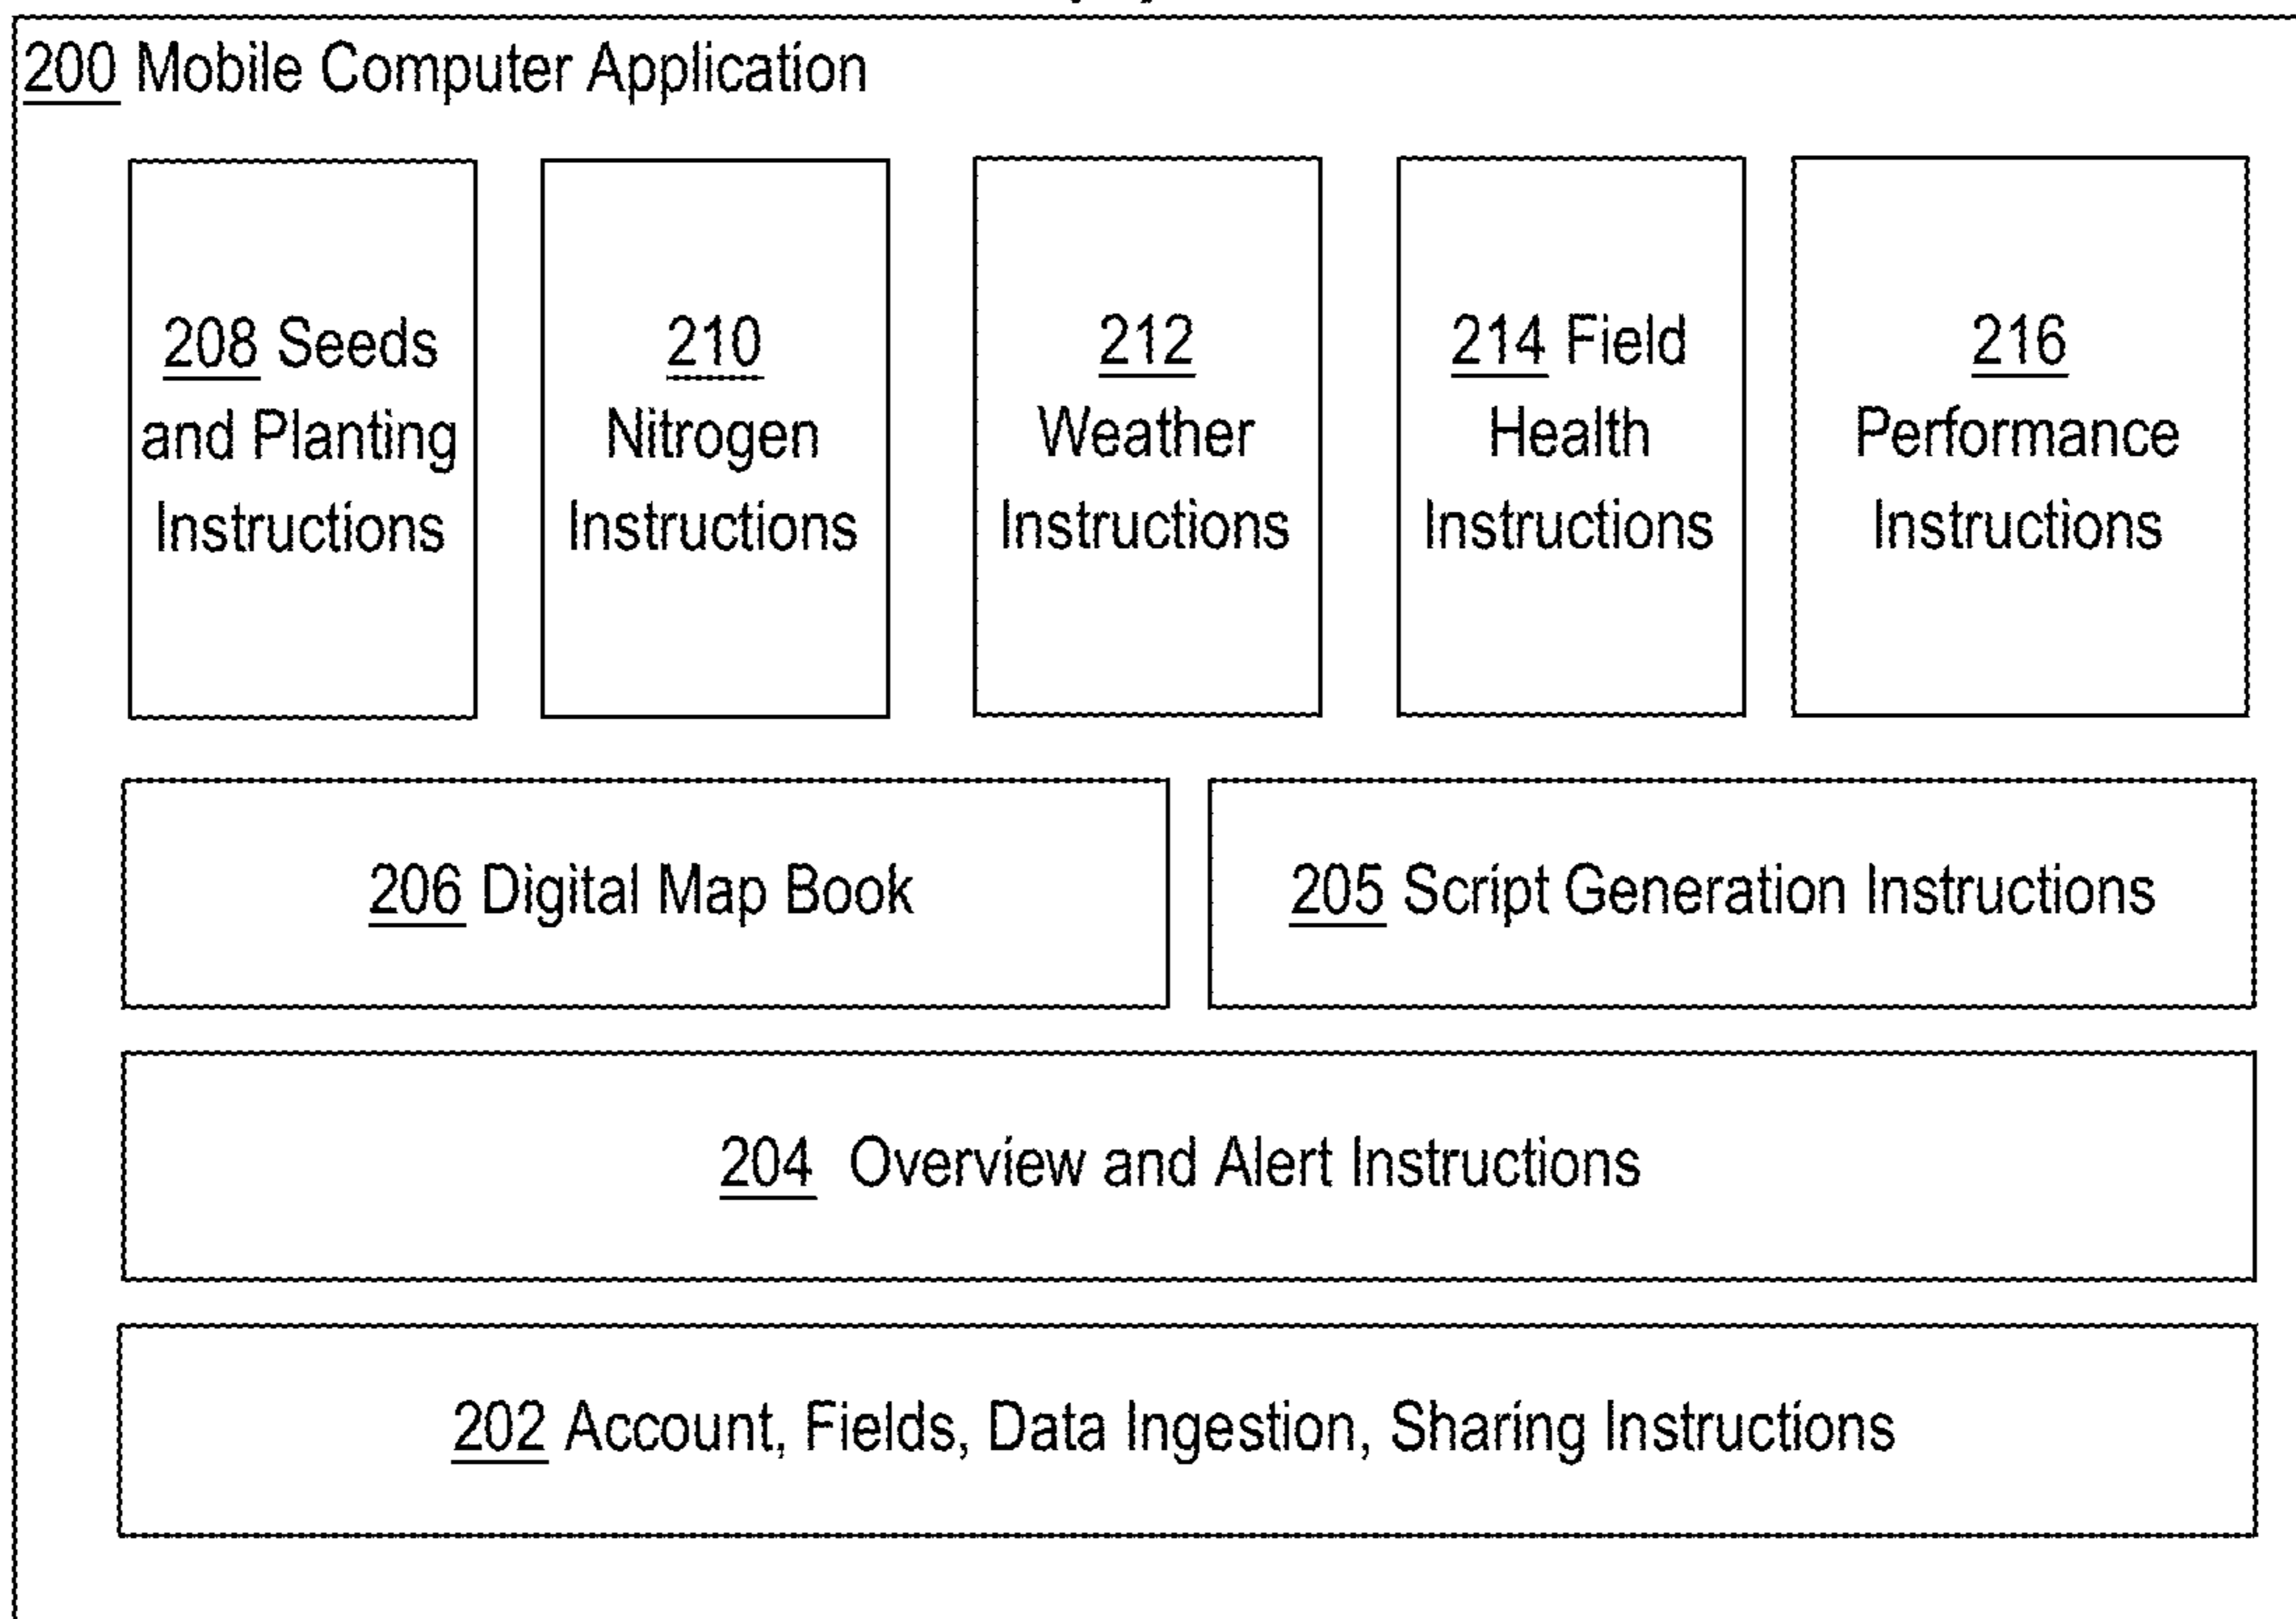 200 Mobile Computer Application
208 Seeds
and Planting
Instructions
210
Nitrogen
Instructions
212
Weather
Instructions
214 Field
Health
Instructions
216
Performance
Instructions
206 Digital Map Book
205 Script Generation Instructions
204 Overview and Alert Instructions
202 Account, Fields, Data Ingestion, Sharing Instructions